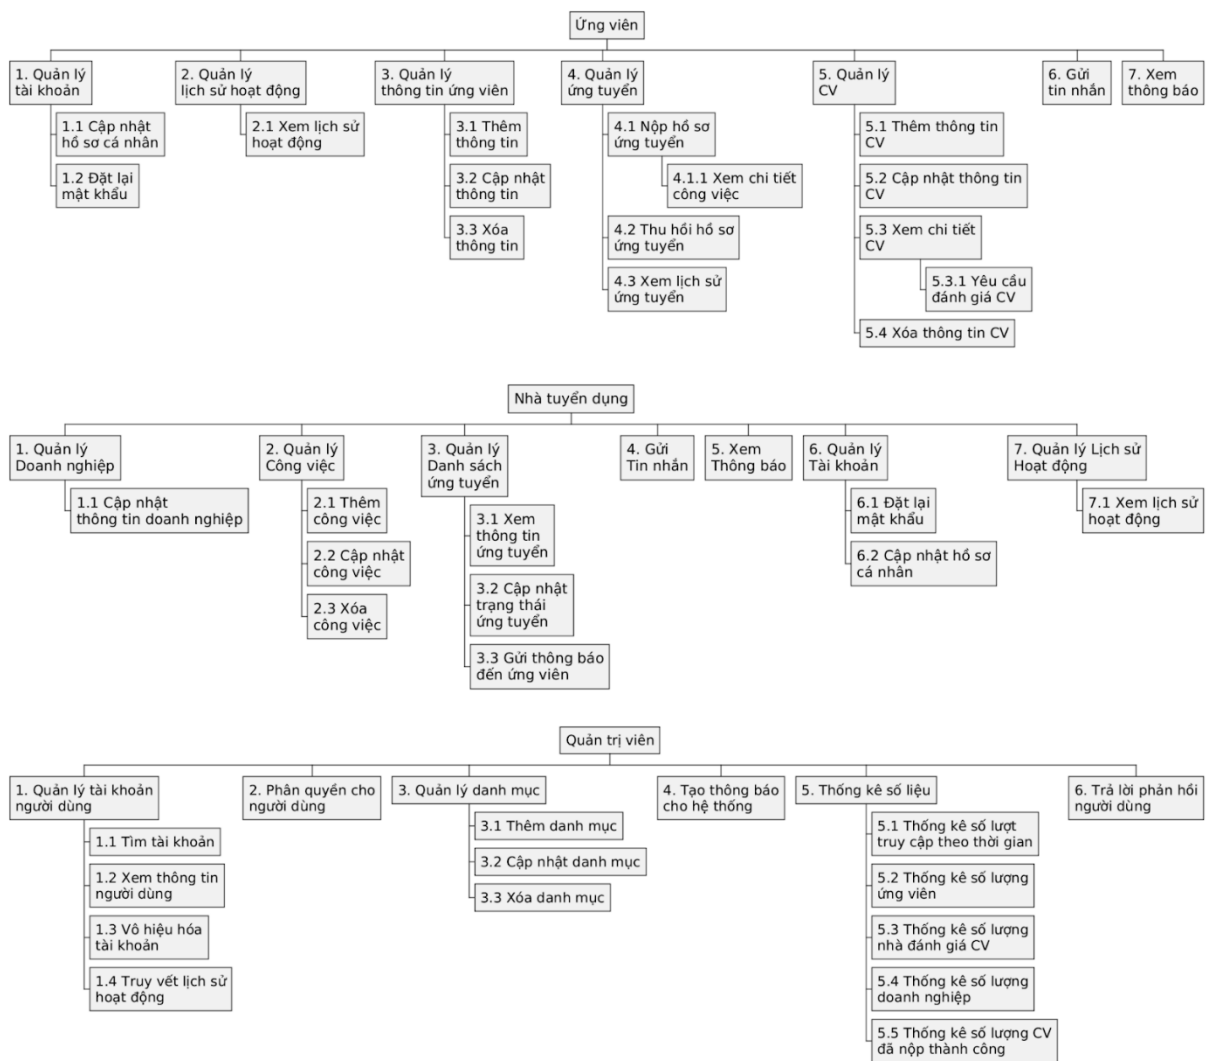 Ứng viên
1. Quản lý
tài khoản
1.1 Cập nhật
hồ sơ cá nhân
1.2 Đặt lại
mật khẩu
2. Quản lý
lịch sử hoạt động
2.1 Xem lịch sử
hoạt động
3. Quản lý
thông tin ứng viên
3.1 Thêm
thông tin
3.2 Cập nhật
thông tin
3.3 Xóa
thông tin
4. Quản lý
ứng tuyển
4.1 Nộp hồ sơ
ứng tuyển
4.1.1 Xem chi tiết
công việc
4.2 Thu hồi hồ sơ
ứng tuyển
4.3 Xem lịch sử
ứng tuyển
5. Quản lý
CV
5.1 Thêm thông tin
CV
5.2 Cập nhật thông tin
CV
5.3 Xem chi tiết
CV
5.3.1 Yêu cầu
đánh giá CV
5.4 Xóa thông tin CV
6. Gửi
tin nhắn
7. Xem
thông báo
Nhà tuyển dụng
1. Quản lý
Doanh nghiệp
1.1 Cập nhật
thông tin doanh nghiệp
2. Quản lý
Công việc
2.1 Thêm
công việc
2.2 Cập nhật
công việc
2.3 Xóa
công việc
3. Quản lý
Danh sách
ứng tuyển
3.1 Xem
thông tin
ứng tuyển
3.2 Cập nhật
trạng thái
ứng tuyển
3.3 Gửi thông báo
đến ứng viên
4. Gửi
Tin nhắn
5. Xem
Thông báo
6. Quản lý
Tài khoản
6.1 Đặt lại
mật khẩu
6.2 Cập nhật hồ sơ
cá nhân
7. Quản lý Lịch sử
Hoạt động
7.1 Xem lịch sử
hoạt động
Quản trị viên
1. Quản lý tài khoản
người dùng
1.1 Tìm tài khoản
1.2 Xem thông tin
người dùng
1.3 Vô hiệu hóa
tài khoản
1.4 Truy vết lịch sử
hoạt động
2. Phân quyền cho
người dùng
3. Quản lý danh mục
3.1 Thêm danh mục
3.2 Cập nhật danh mục
3.3 Xóa danh mục
4. Tạo thông báo
cho hệ thống
5. Thống kê số liệu
5.1 Thống kê số lượt
truy cập theo thời gian
5.2 Thống kê số lượng
ứng viên
5.3 Thống kê số lượng
nhà đánh giá CV
5.4 Thống kê số lượng
doanh nghiệp
5.5 Thống kê số lượng CV
đã nộp thành công
6. Trả lời phản hồi
người dùng